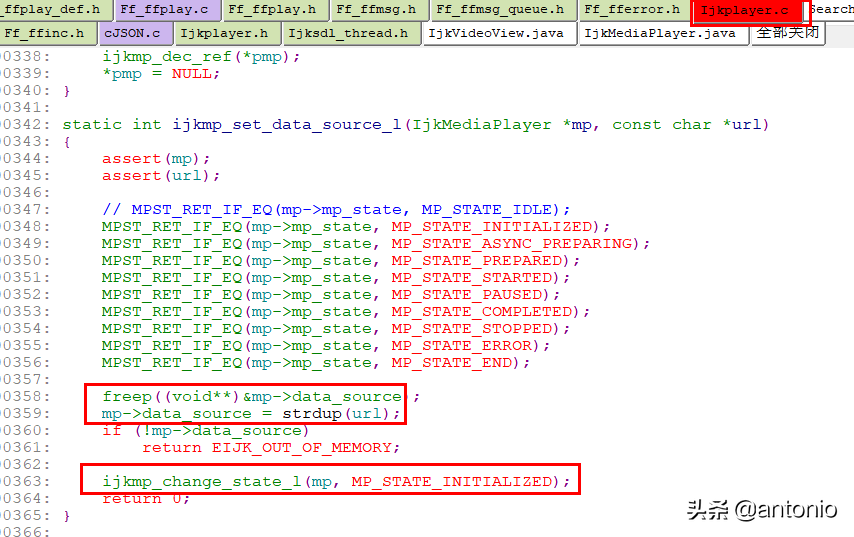 _ffplay_def.h Ff_ffplay.c Ff_ffplay.h Ff_ffmsg.h Ff_ffmsg_queue.h Ff_fferror.h Ijkplayer.c Search
Ff_ffinc.h cJSON.c Ijkplayer.h Ijksdl_thread.h IjkVideoView.java IjkMediaPlayer.java 全部关闭
00338: ijkmp_dec_ref(*pmp);
00339: *pmp = NULL;
00340: }
00341:
00342: static int ijkmp_set_data_source_l(IjkMediaPlayer *mp, const char *url)
00343: {
00344: assert(mp);
00345: assert(url);
00346:
00347: // MPST_RET_IF_EQ(mp->mp_state, MP_STATE_IDLE);
00348: MPST_RET_IF_EQ(mp->mp_state, MP_STATE_INITIALIZED);
00349: MPST_RET_IF_EQ(mp->mp_state, MP_STATE_ASYNC_PREPARING);
00350: MPST_RET_IF_EQ(mp->mp_state, MP_STATE_PREPARED);
00351: MPST_RET_IF_EQ(mp->mp_state, MP_STATE_STARTED);
00352: MPST_RET_IF_EQ(mp->mp_state, MP_STATE_PAUSED);
00353: MPST_RET_IF_EQ(mp->mp_state, MP_STATE_COMPLETED);
00354: MPST_RET_IF_EQ(mp->mp_state, MP_STATE_STOPPED);
00355: MPST_RET_IF_EQ(mp->mp_state, MP_STATE_ERROR);
00356: MPST_RET_IF_EQ(mp->mp_state, MP_STATE_END);
00357:
00358: freep((void**)&mp->data_source);
00359: mp->data_source = strdup(url);
00360: if (!mp->data_source)
00361: return EIJK_OUT_OF_MEMORY;
00362:
00363: ijkmp_change_state_l(mp, MP_STATE_INITIALIZED);
00364: return 0;
00365: }
00366:
头条 @antonio